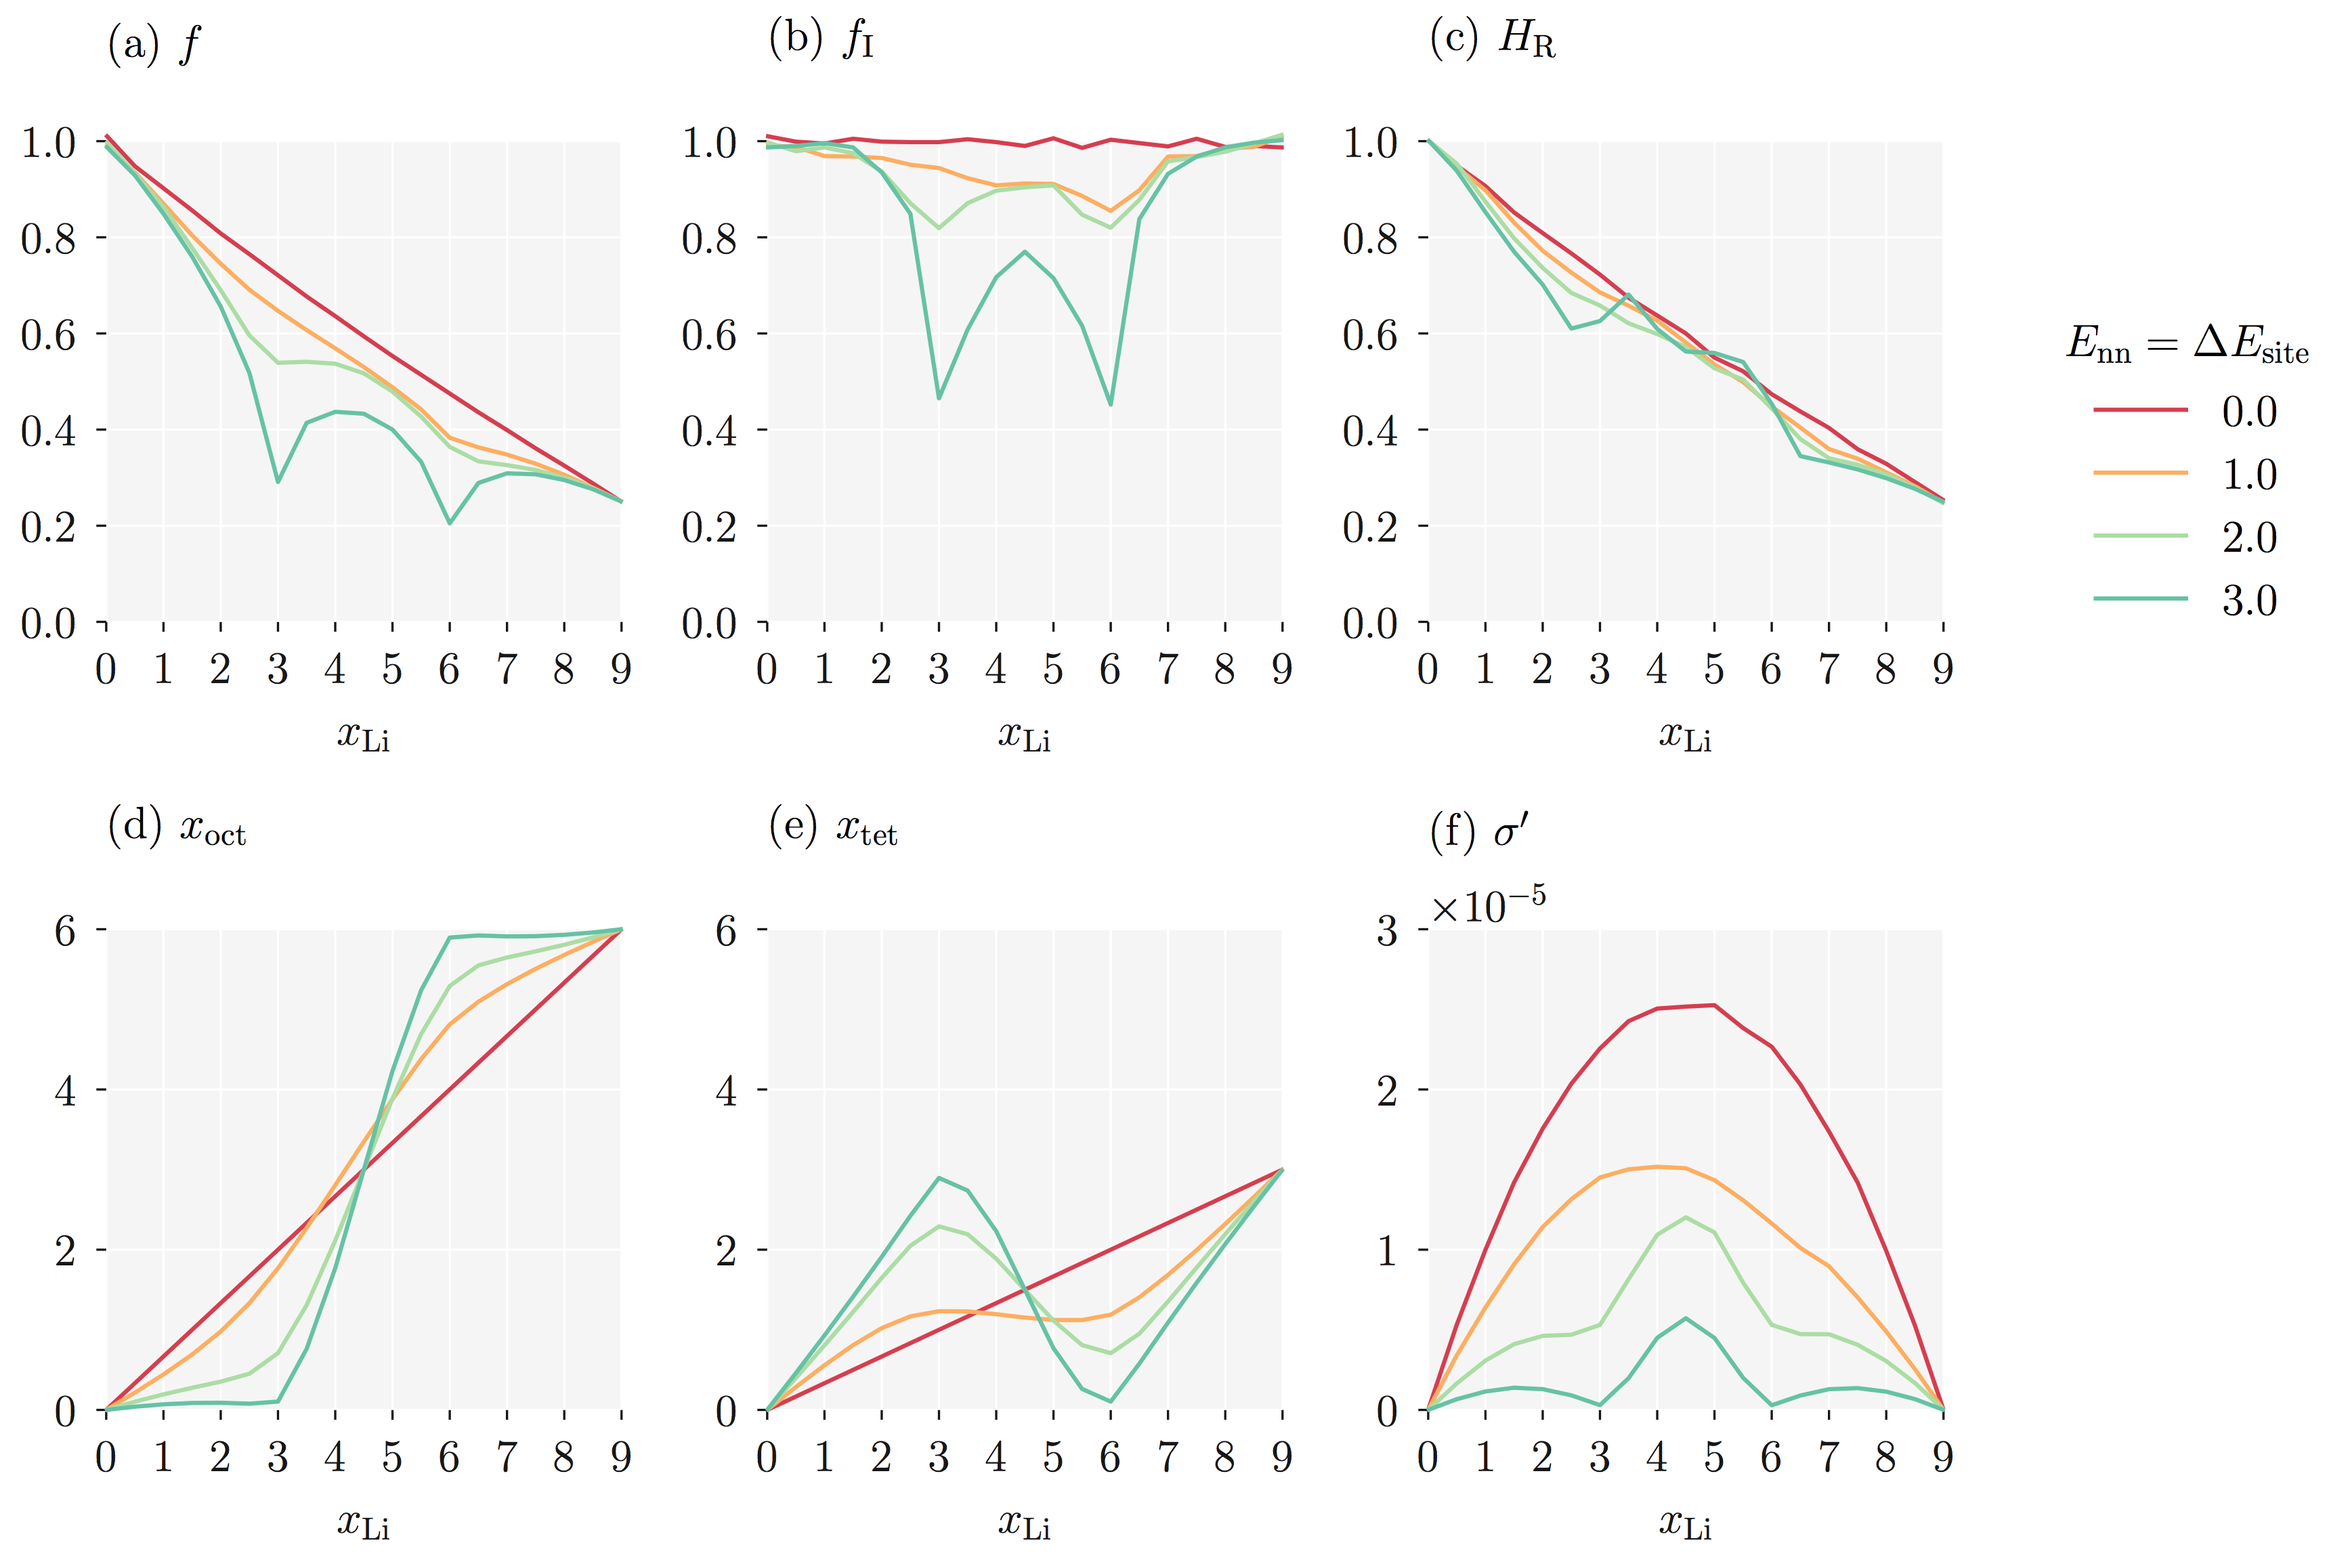 (a) f
1.0
0.8
0.6
0.4
0.2
0.0
0 1 2 3 4 5 6 7 8 9
x_Li
(b) f_I
1.0
0.8
0.6
0.4
0.2
0.0
0 1 2 3 4 5 6 7 8 9
x_Li
(c) H_R
1.0
0.8
0.6
0.4
0.2
0.0
0 1 2 3 4 5 6 7 8 9
x_Li
E_nn = ΔE_site
0.0
1.0
2.0
3.0
(d) x_oct
6
4
2
0
0 1 2 3 4 5 6 7 8 9
x_Li
(e) x_tet
6
4
2
0
0 1 2 3 4 5 6 7 8 9
x_Li
(f) σ′
×10⁻⁵
3
2
1
0
0 1 2 3 4 5 6 7 8 9
x_Li